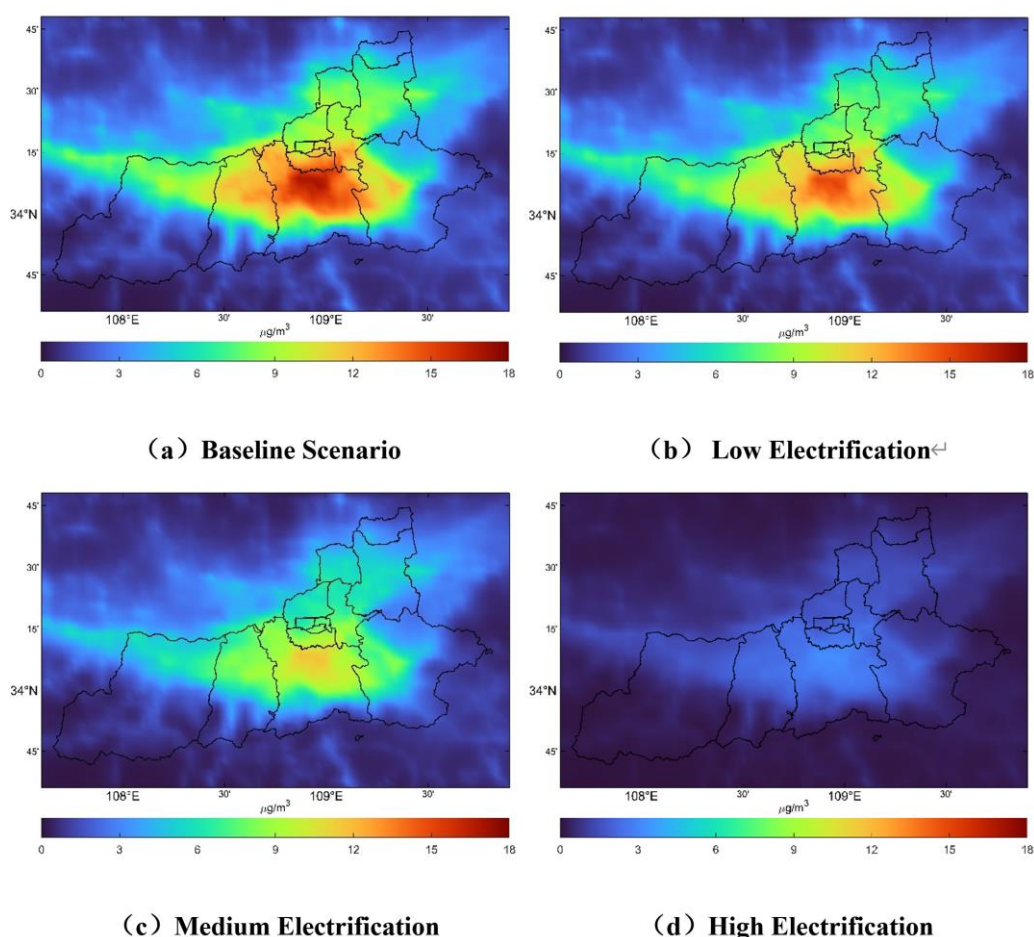 45'
30'
15'
34°N
45'
108°E 30' 109°E 30'
μg/m³
0 3 6 9 12 15 18
(a) Baseline Scenario
45'
30'
15'
34°N
45'
108°E 30' 109°E 30'
μg/m³
0 3 6 9 12 15 18
(b) Low Electrification↵
45'
30'
15'
34°N
45'
108°E 30' 109°E 30'
μg/m³
0 3 6 9 12 15 18
(c) Medium Electrification
45'
30'
15'
34°N
45'
108°E 30' 109°E 30'
μg/m³
0 3 6 9 12 15 18
(d) High Electrification